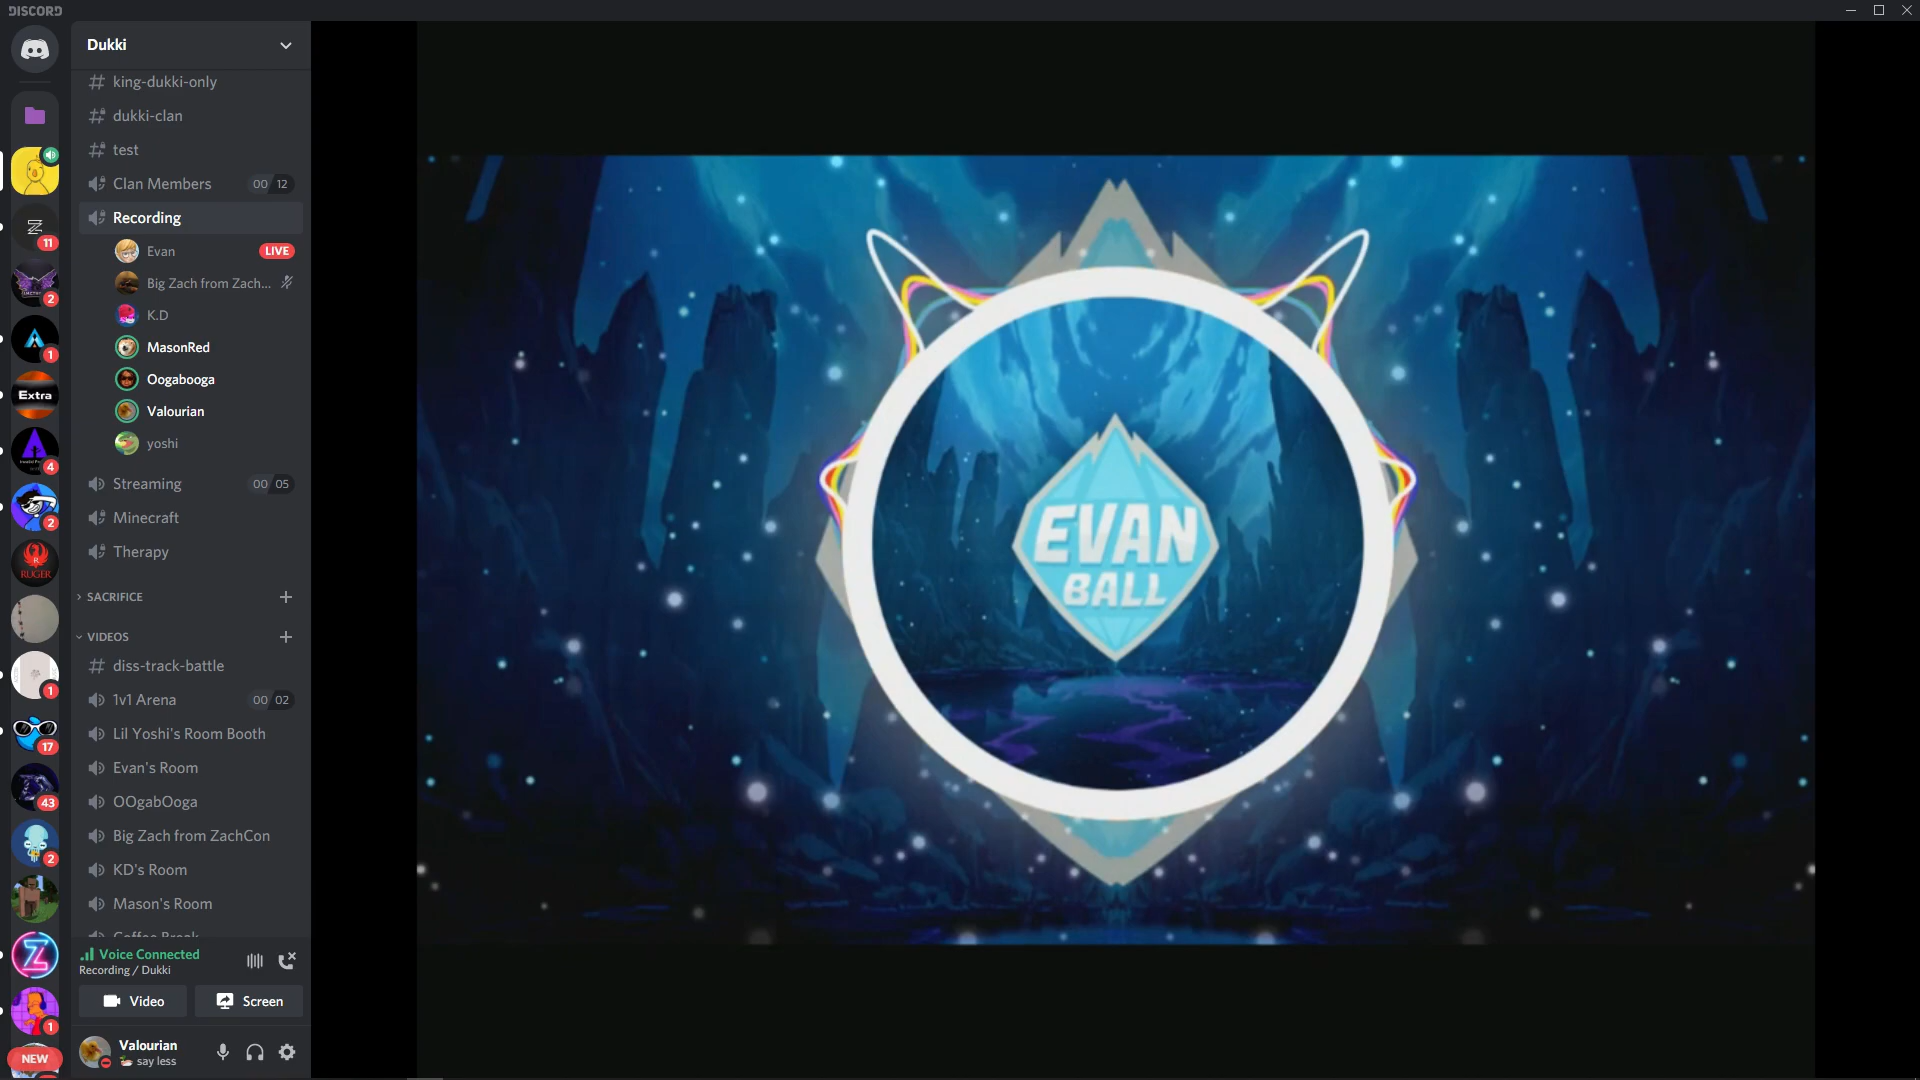 DISCORD
Dukki
king-dukki-only
dukki-clan
test
Clan Members 00 12
Recording
Evan LIVE
Big Zach from Zach...
K.D
MasonRed
Oogabooga
Valourian
yoshi
Streaming 00 05
Minecraft
Therapy
SACRIFICE
VIDEOS
diss-track-battle
1v1 Arena 00 02
Lil Yoshi's Room Booth
Evan's Room
OOgabOoga
Big Zach from ZachCon
KD's Room
Mason's Room
Coffee Break
Voice Connected
Recording / Dukki
Video Screen
Valourian
say less
11
2
1
Extra
4
2
RUGER
1
17
43
2
Z
1
NEW
EVAN
BALL